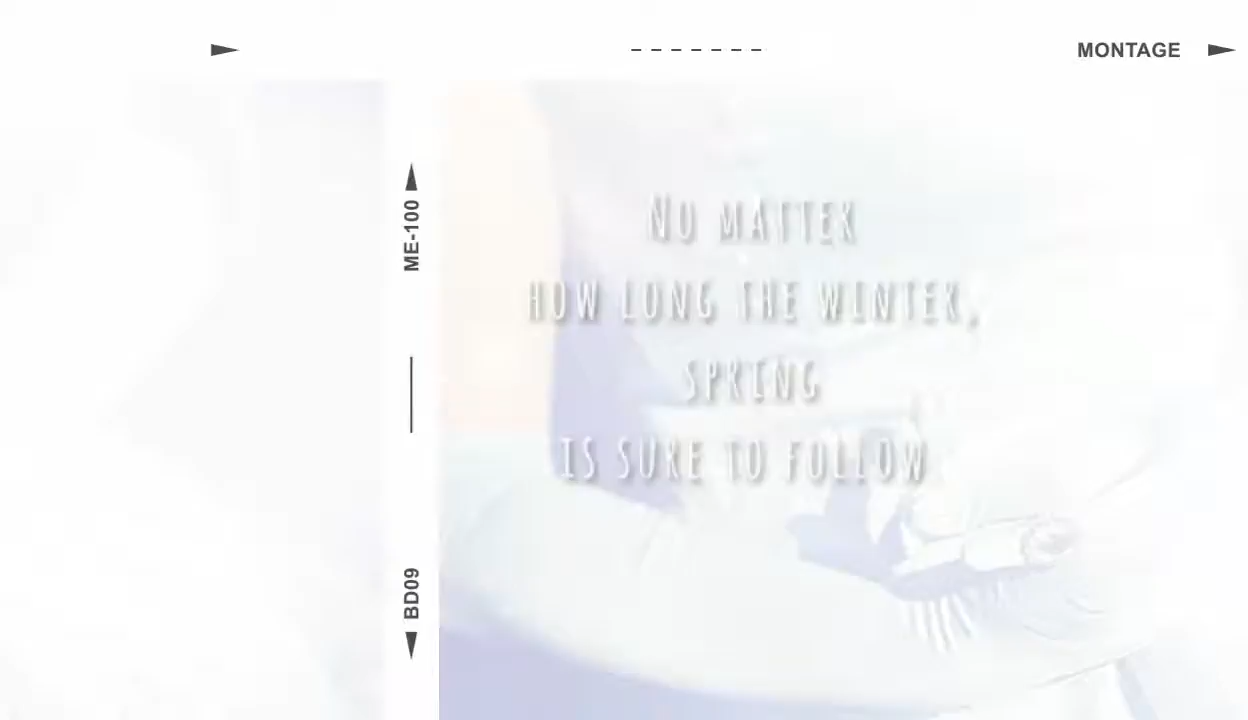 MONTAGE
ME-100
BD09
NO MATTER
HOW LONG THE WINTER,
SPRING
IS SURE TO FOLLOW.